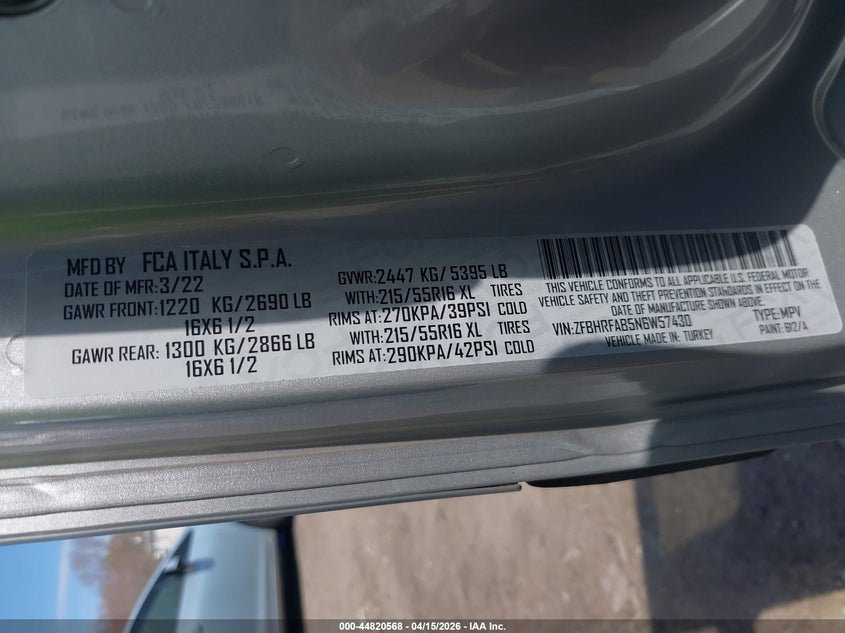 MFD BY FCA ITALY S.P.A.
DATE OF MFR: 3/22
GAWR FRONT: 1220 KG/2690 LB
16X6 1/2
GAWR REAR: 1300 KG/2866 LB
16X6 1/2
GVWR: 2447 KG/5395 LB
WITH: 215/55R16 XL TIRES
RIMS AT: 270KPA/39PSI COLD
WITH: 215/55R16 XL TIRES
RIMS AT: 290KPA/42PSI COLD
THIS VEHICLE CONFORMS TO ALL APPLICABLE U.S. FEDERAL MOTOR
VEHICLE SAFETY AND THEFT PREVENTION STANDARDS IN EFFECT ON THE
DATE OF MANUFACTURE SHOWN ABOVE.
VIN: ZFBHRFAB5N6W57430 TYPE: MPV
VEHICLE MADE IN: TURKEY PAINT: 612/A
000-44820568 - 04/15/2026 - IAA Inc.